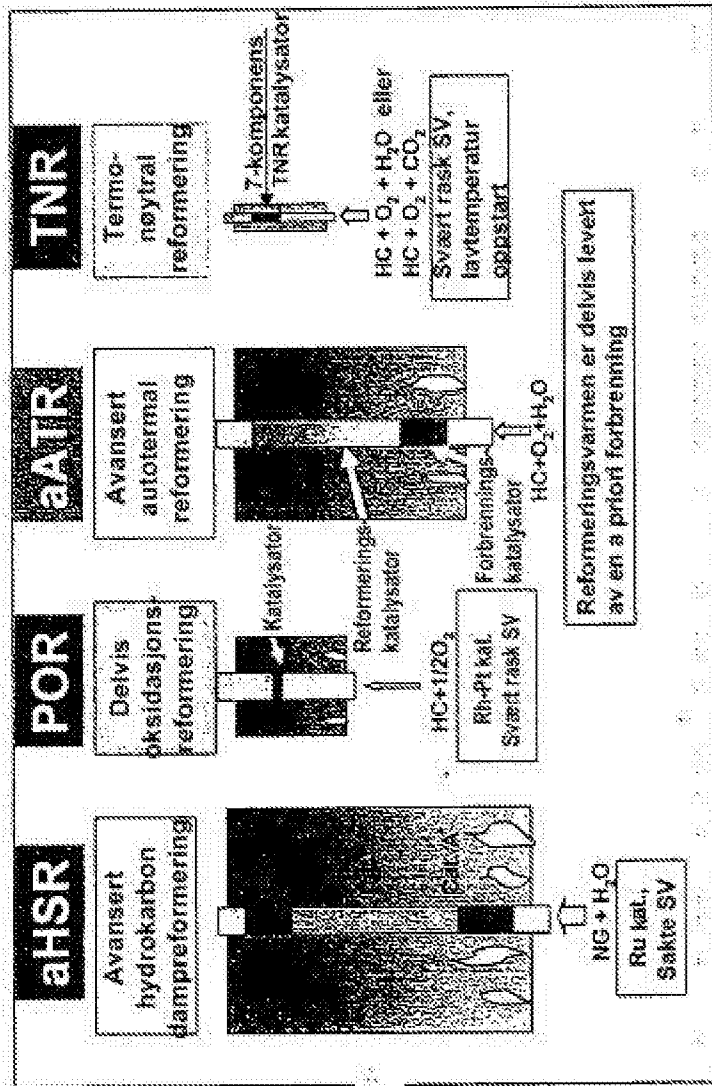 aHSR
Avansert
hydrokarbon
dampreformering
NG + H₂O
Ru kat.,
Sakte SV
POR
Delvis
oksidasjons-
reformering
Katalysator
HC+1/2O₂
Rh-Pt kat.
Svært rask SV
aATR
Avansert
autotermal
reformering
Reformerings-
katalysator
Forbrennings-
katalysator
HC+O₂+H₂O
Reformeringsvarmen er delvis levert
av en a priori forbrenning
TNR
Termo-
nøytral
reformering
7-komponens
TNR katalysator
HC + O₂ + H₂O eller
HC + O₂ + CO₂
Svært rask SV,
lavtemperatur
oppstart